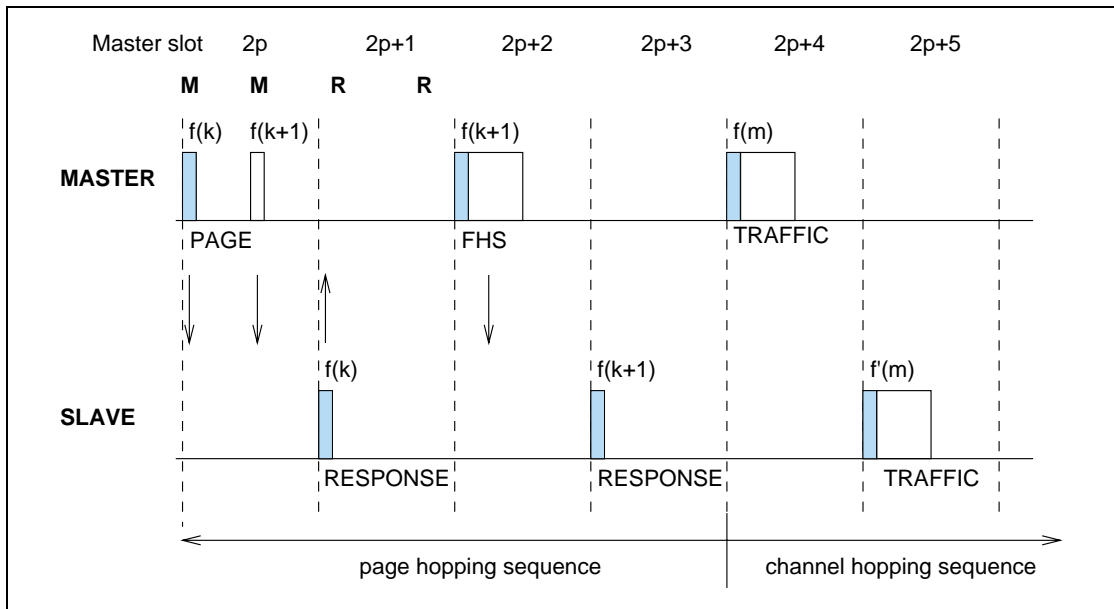 Master slot 2p 2p+1 2p+2 2p+3 2p+4 2p+5
M M R R
f(k) f(k+1) f(k+1) f(m)
MASTER
PAGE FHS TRAFFIC
f(k) f(k+1) f'(m)
SLAVE
RESPONSE RESPONSE TRAFFIC
page hopping sequence channel hopping sequence